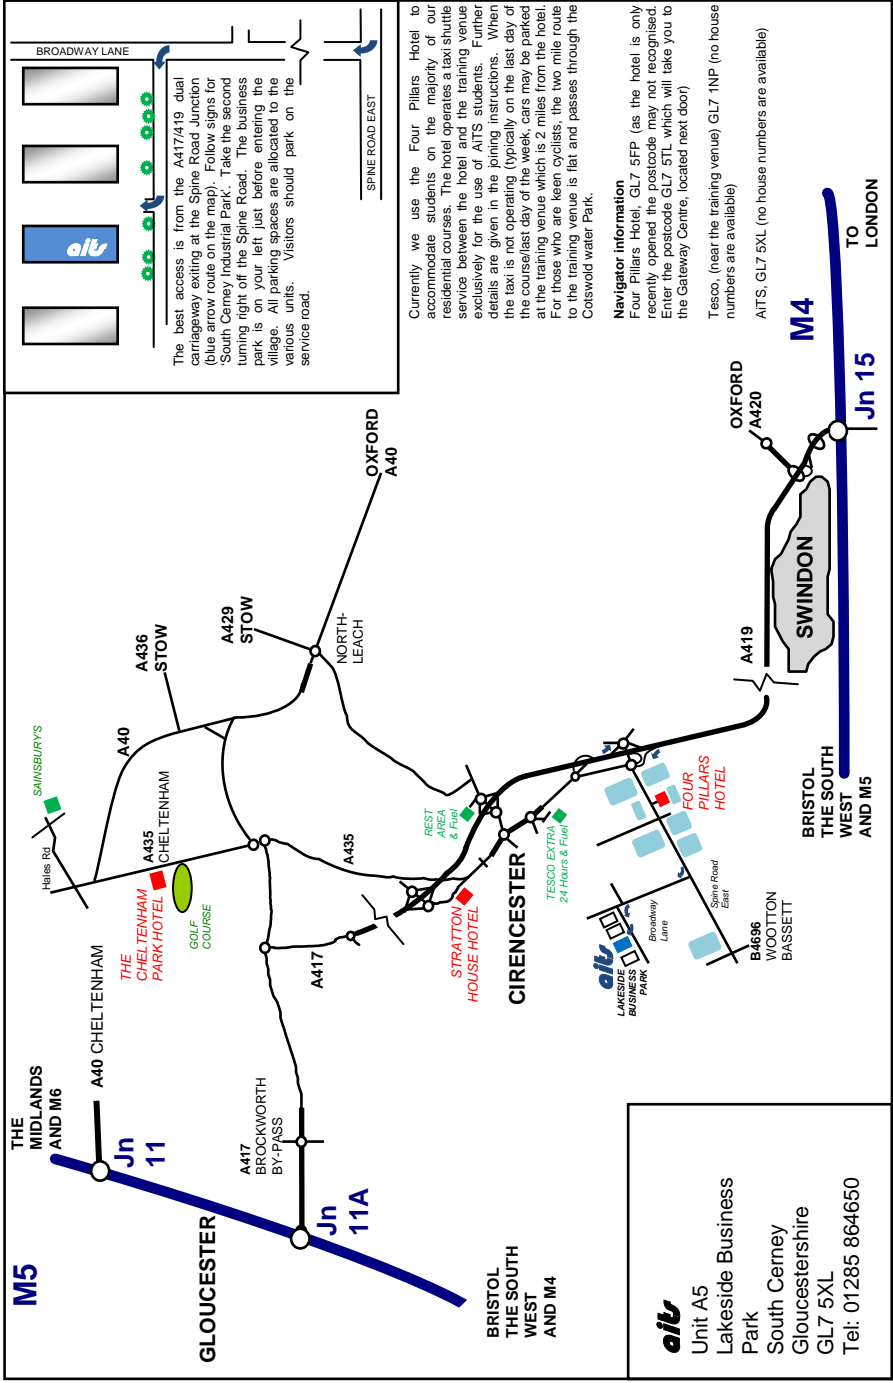 M5
THE
MIDLANDS
AND M6
A40 CHELTENHAM
Jn
11
GLOUCESTER
A417
BROCKWORTH
BY-PASS
Jn
11A
BRISTOL
THE SOUTH
WEST
AND M4
Hales Rd
SAINSBURY'S
A435
CHELTENHAM
THE
CHELTENHAM
PARK HOTEL
GOLF
COURSE
A40
A436
STOW
A429
STOW
NORTH-
LEACH
OXFORD
A40
A417
A435
REST
AREA
& Fuel
STRATTON
HOUSE HOTEL
CIRENCESTER
TESCO EXTRA
24 Hours & Fuel
aits
LAKESIDE
BUSINESS
PARK
Broadway
Lane
Spine Road
East
FOUR
PILLARS
HOTEL
B4696
WOOTTON
BASSETT
A419
SWINDON
OXFORD
A420
BRISTOL
THE SOUTH
WEST
AND M5
M4
Jn 15
TO
LONDON
aits
Unit A5
Lakeside Business
Park
South Cerney
Gloucestershire
GL7 5XL
Tel: 01285 864650
BROADWAY LANE
aits
SPINE ROAD EAST
The best access is from the A417/419 dual
carriageway exiting at the Spine Road Junction
(blue arrow route on the map). Follow signs for
'South Cerney Industrial Park'. Take the second
turning right off the Spine Road. The business
park is on your left just before entering the
village. All parking spaces are allocated to the
various units. Visitors should park on the
service road.
Currently we use the Four Pillars Hotel to
accommodate students on the majority of our
residential courses. The hotel operates a taxi shuttle
service between the hotel and the training venue
exclusively for the use of AiTS students. Further
details are given in the joining instructions. When
the taxi is not operating (typically on the last day of
the course/last day of the week, cars may be parked
at the training venue which is 2 miles from the hotel.
For those who are keen cyclists, the two mile route
to the training venue is flat and passes through the
Cotswold water Park.
Navigator information
Four Pillars Hotel, GL7 5FP (as the hotel is only
recently opened the postcode may not recognised.
Enter the postcode GL7 5TL which will take you to
the Gateway Centre, located next door)
Tesco, (near the training venue) GL7 1NP (no house
numbers are available)
AiTS, GL7 5XL (no house numbers are available)